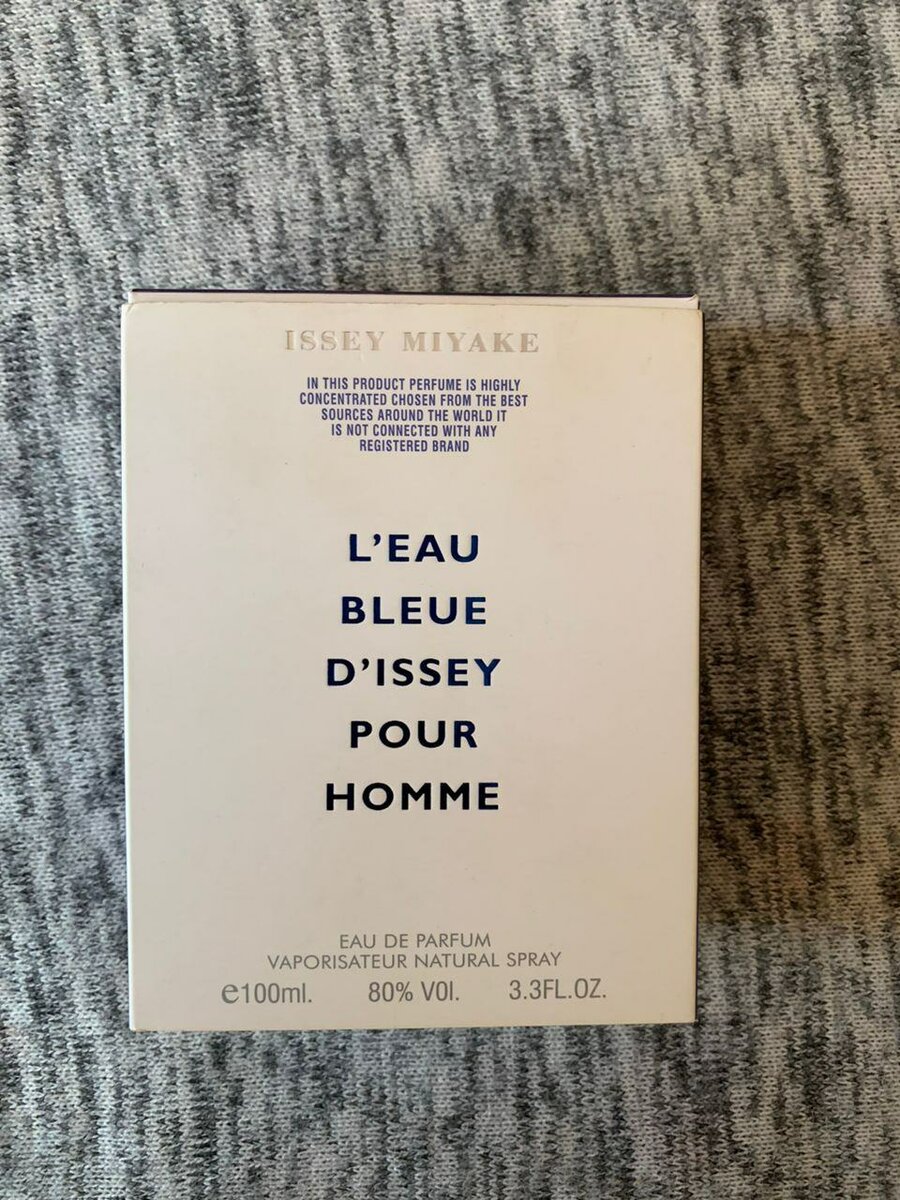 ISSEY MIYAKE
IN THIS PRODUCT PERFUME IS HIGHLY
CONCENTRATED CHOSEN FROM THE BEST
SOURCES AROUND THE WORLD IT
IS NOT CONNECTED WITH ANY
REGISTERED BRAND
L'EAU
BLEUE
D'ISSEY
POUR
HOMME
EAU DE PARFUM
VAPORISATEUR NATURAL SPRAY
e100ml. 80% VOl. 3.3FL.OZ.